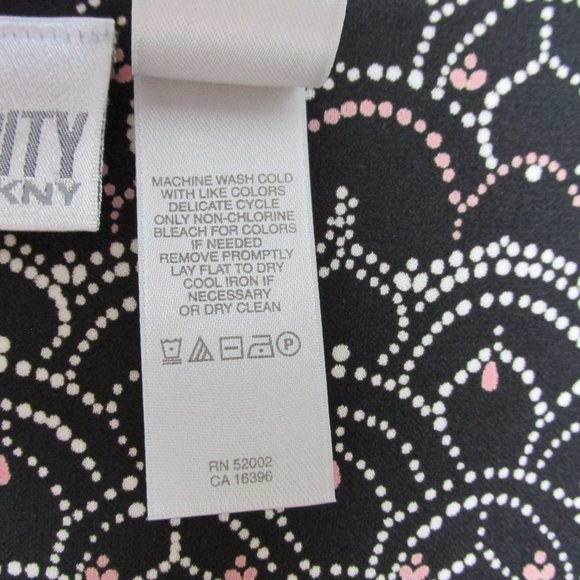 ITY
KNY
MACHINE WASH COLD
WITH LIKE COLORS
DELICATE CYCLE
ONLY NON-CHLORINE
BLEACH FOR COLORS
IF NEEDED
REMOVE PROMPTLY
LAY FLAT TO DRY
COOL IRON IF
NECESSARY
OR DRY CLEAN
P
RN 52002
CA 16396